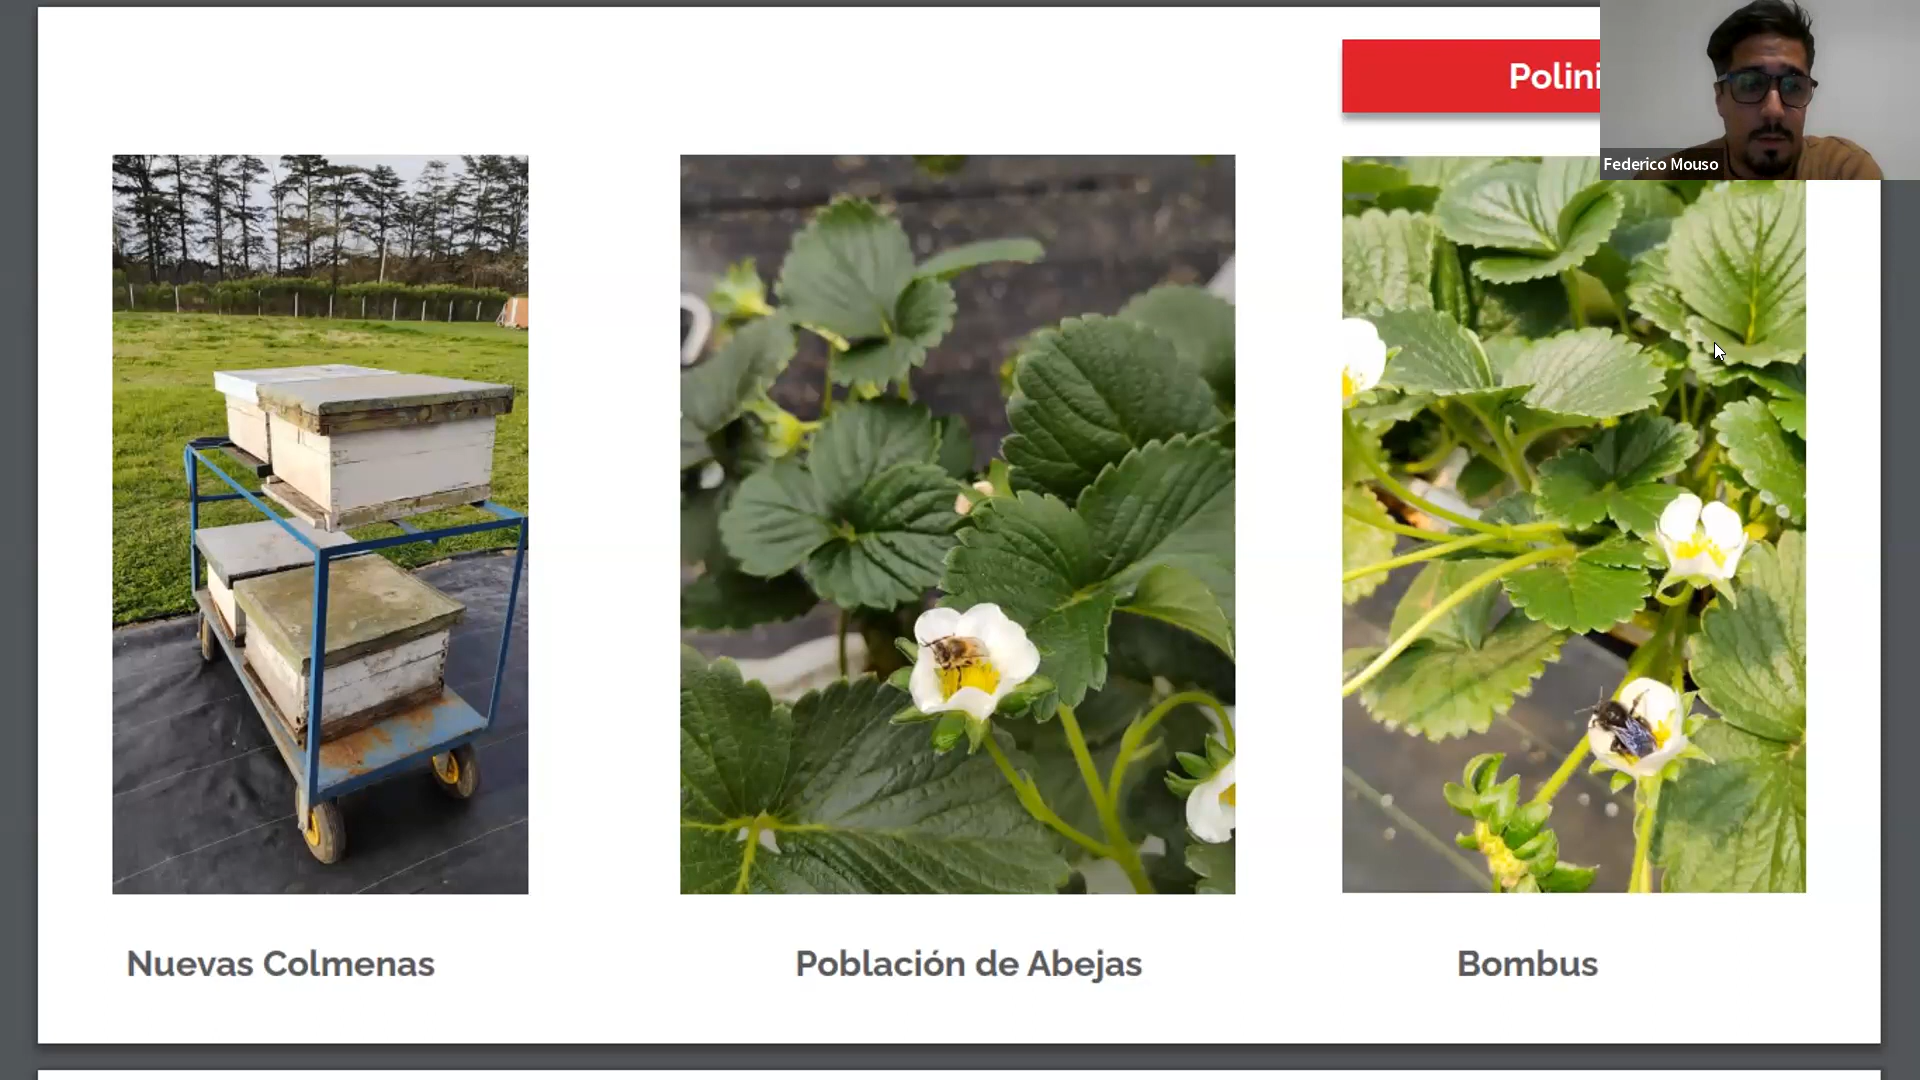 Polini
Federico Mouso
Nuevas Colmenas
Población de Abejas
Bombus